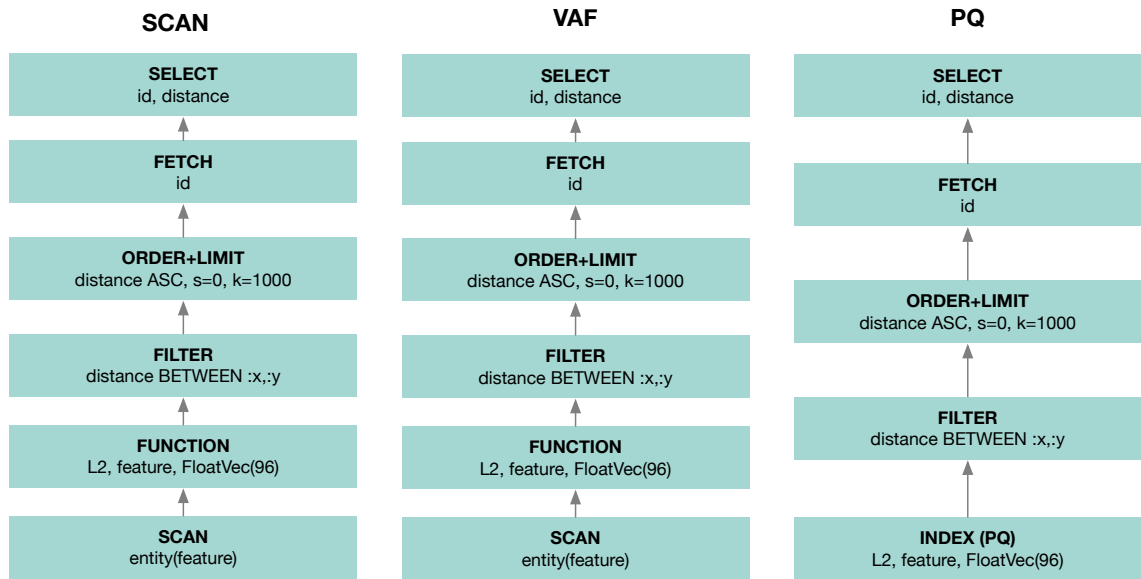 SCAN
SELECT
id, distance
FETCH
id
ORDER+LIMIT
distance ASC, s=0, k=1000
FILTER
distance BETWEEN :x,:y
FUNCTION
L2, feature, FloatVec(96)
SCAN
entity(feature)
VAF
SELECT
id, distance
FETCH
id
ORDER+LIMIT
distance ASC, s=0, k=1000
FILTER
distance BETWEEN :x,:y
FUNCTION
L2, feature, FloatVec(96)
SCAN
entity(feature)
PQ
SELECT
id, distance
FETCH
id
ORDER+LIMIT
distance ASC, s=0, k=1000
FILTER
distance BETWEEN :x,:y
INDEX (PQ)
L2, feature, FloatVec(96)